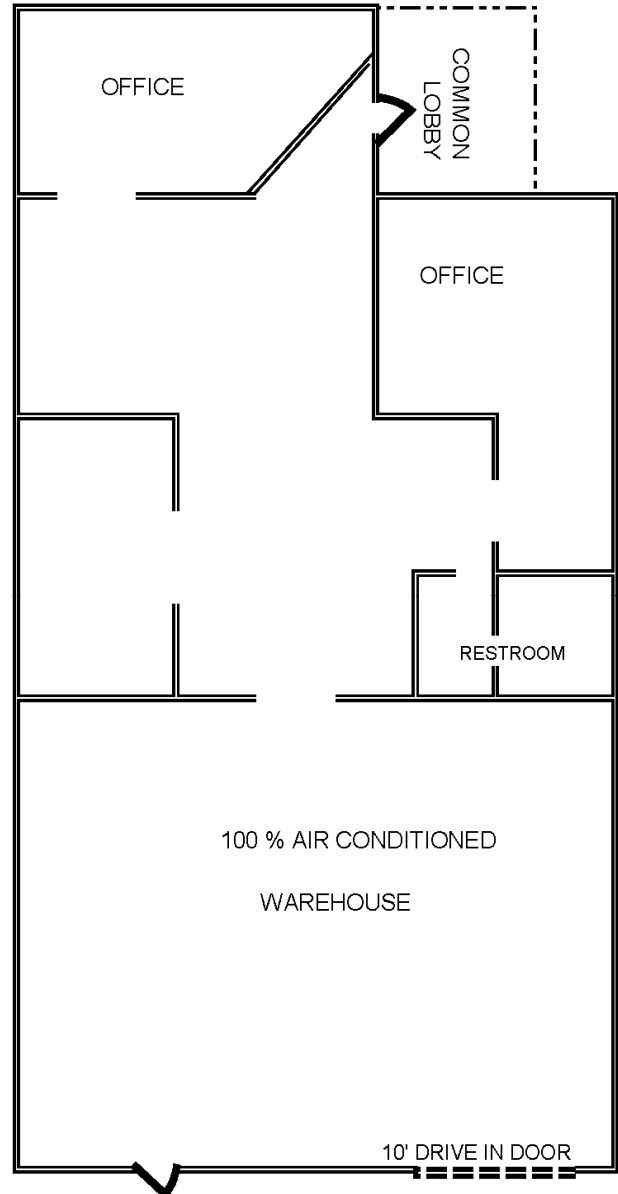 OFFICE
COMMON
LOBBY
OFFICE
RESTROOM
100 % AIR CONDITIONED
WAREHOUSE
10' DRIVE IN DOOR